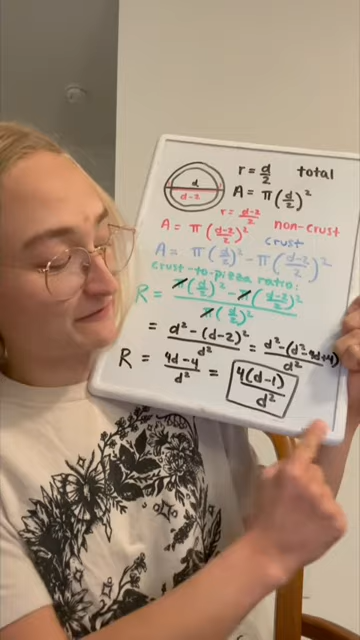 r = d/2 total
d
A = π(d/2)²
d-2
r = d-2/2
A = π(d-2/2)² non-crust
crust
A = π(d/2)² - π(d-2/2)²
crust-to-pizza ratio:
R = π(d/2)² - π(d-2/2)² / π(d/2)²
= d² - (d-2)² / d² = d² - (d² - 4d + 4) / d²
R = 4d - 4 / d² = 4(d-1) / d²